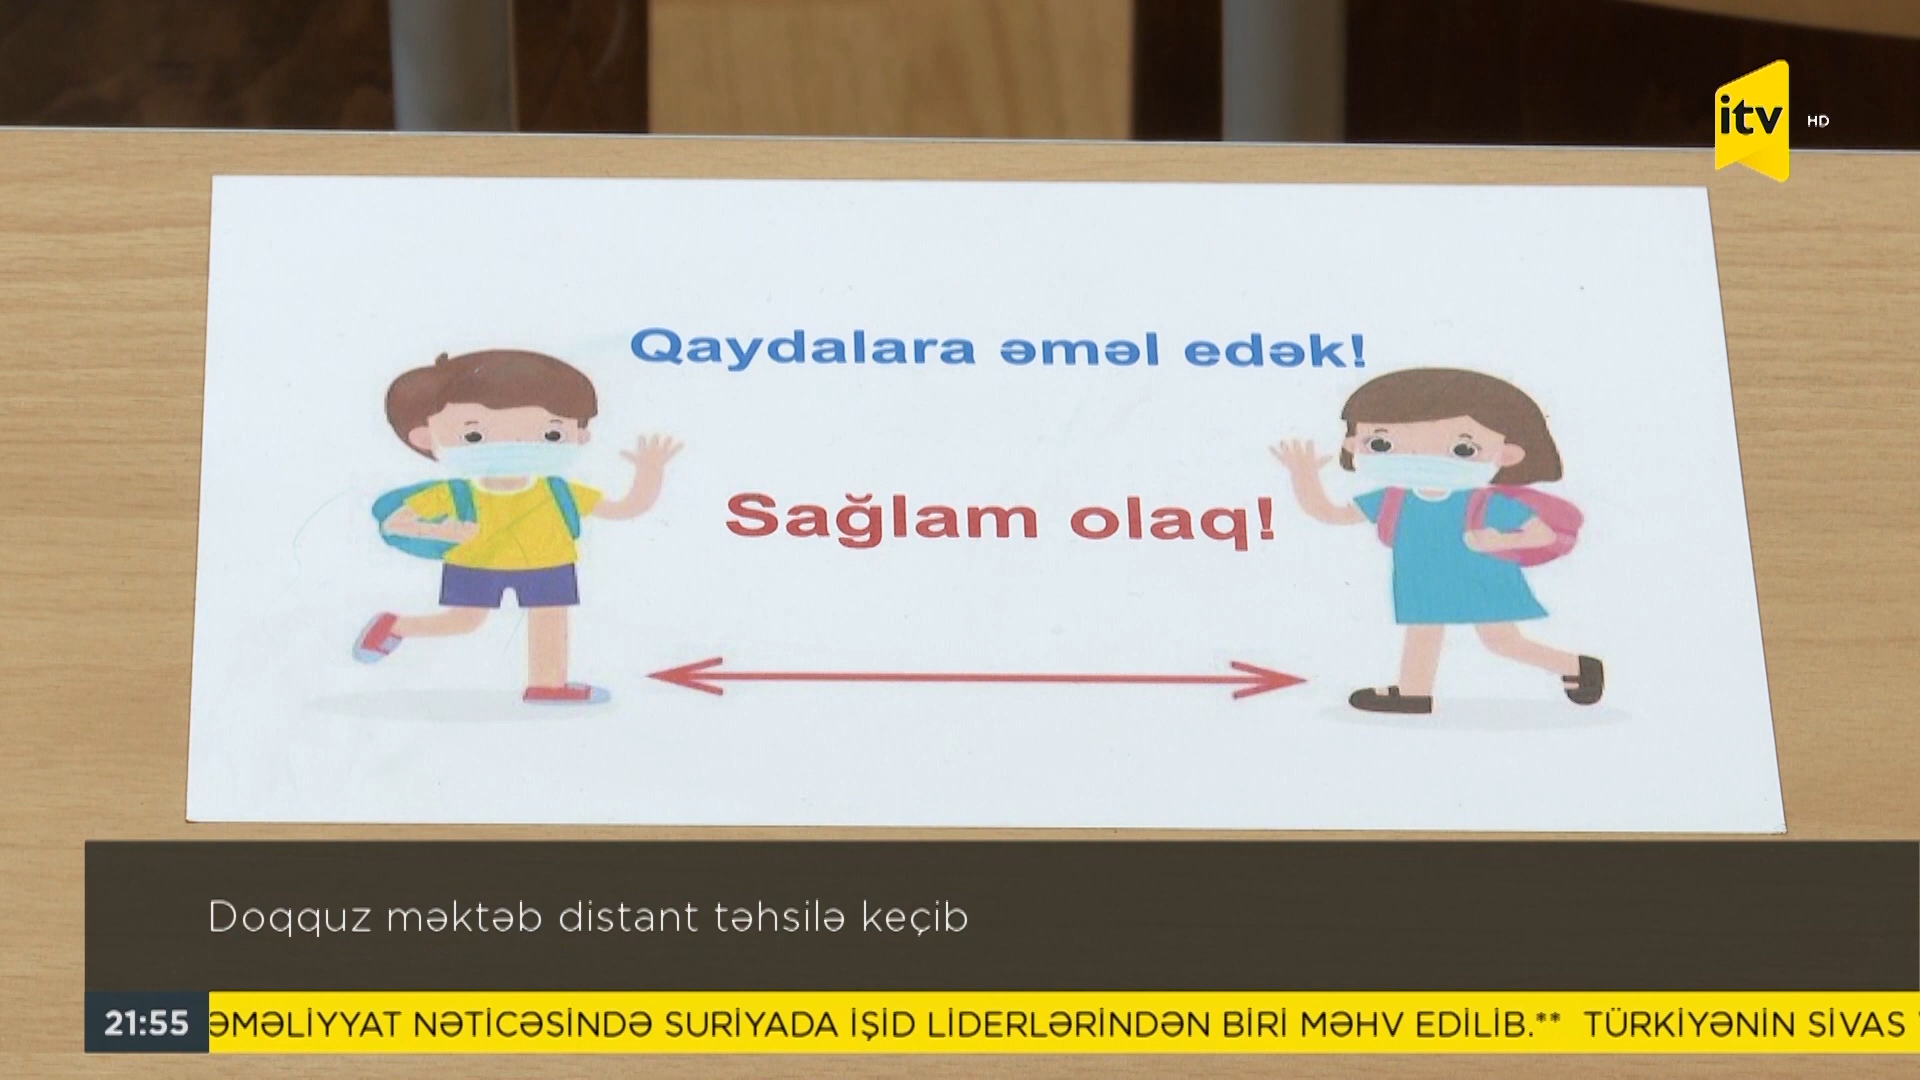 itv HD
Qaydalara əməl edək!
Sağlam olaq!
Doqquz məktəb distant təhsilə keçib
21:55 ƏMƏLİYYAT NƏTİCƏSİNDƏ SURİYADA İŞİD LİDERLƏRİNDƏN BİRİ MƏHV EDİLİB.** TÜRKİYƏNİN SİVAS